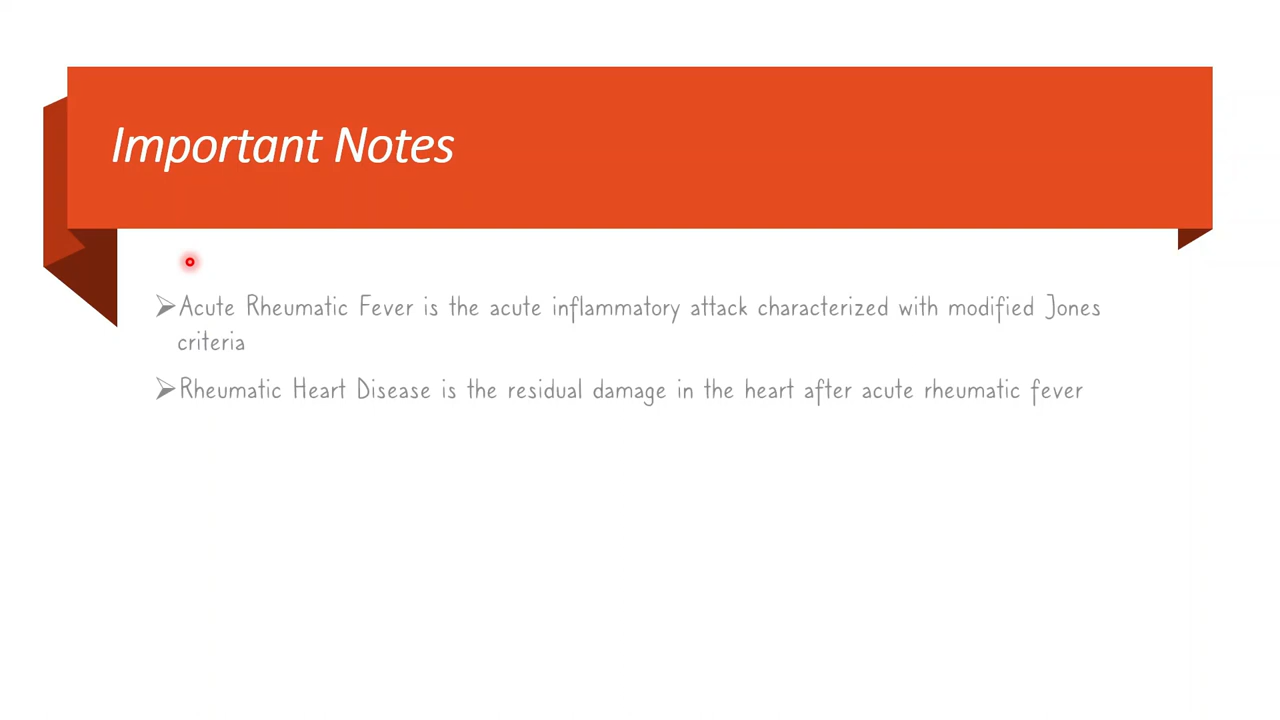 Important Notes
➢Acute Rheumatic Fever is the acute inflammatory attack characterized with modified Jones
criteria
➢Rheumatic Heart Disease is the residual damage in the heart after acute rheumatic fever